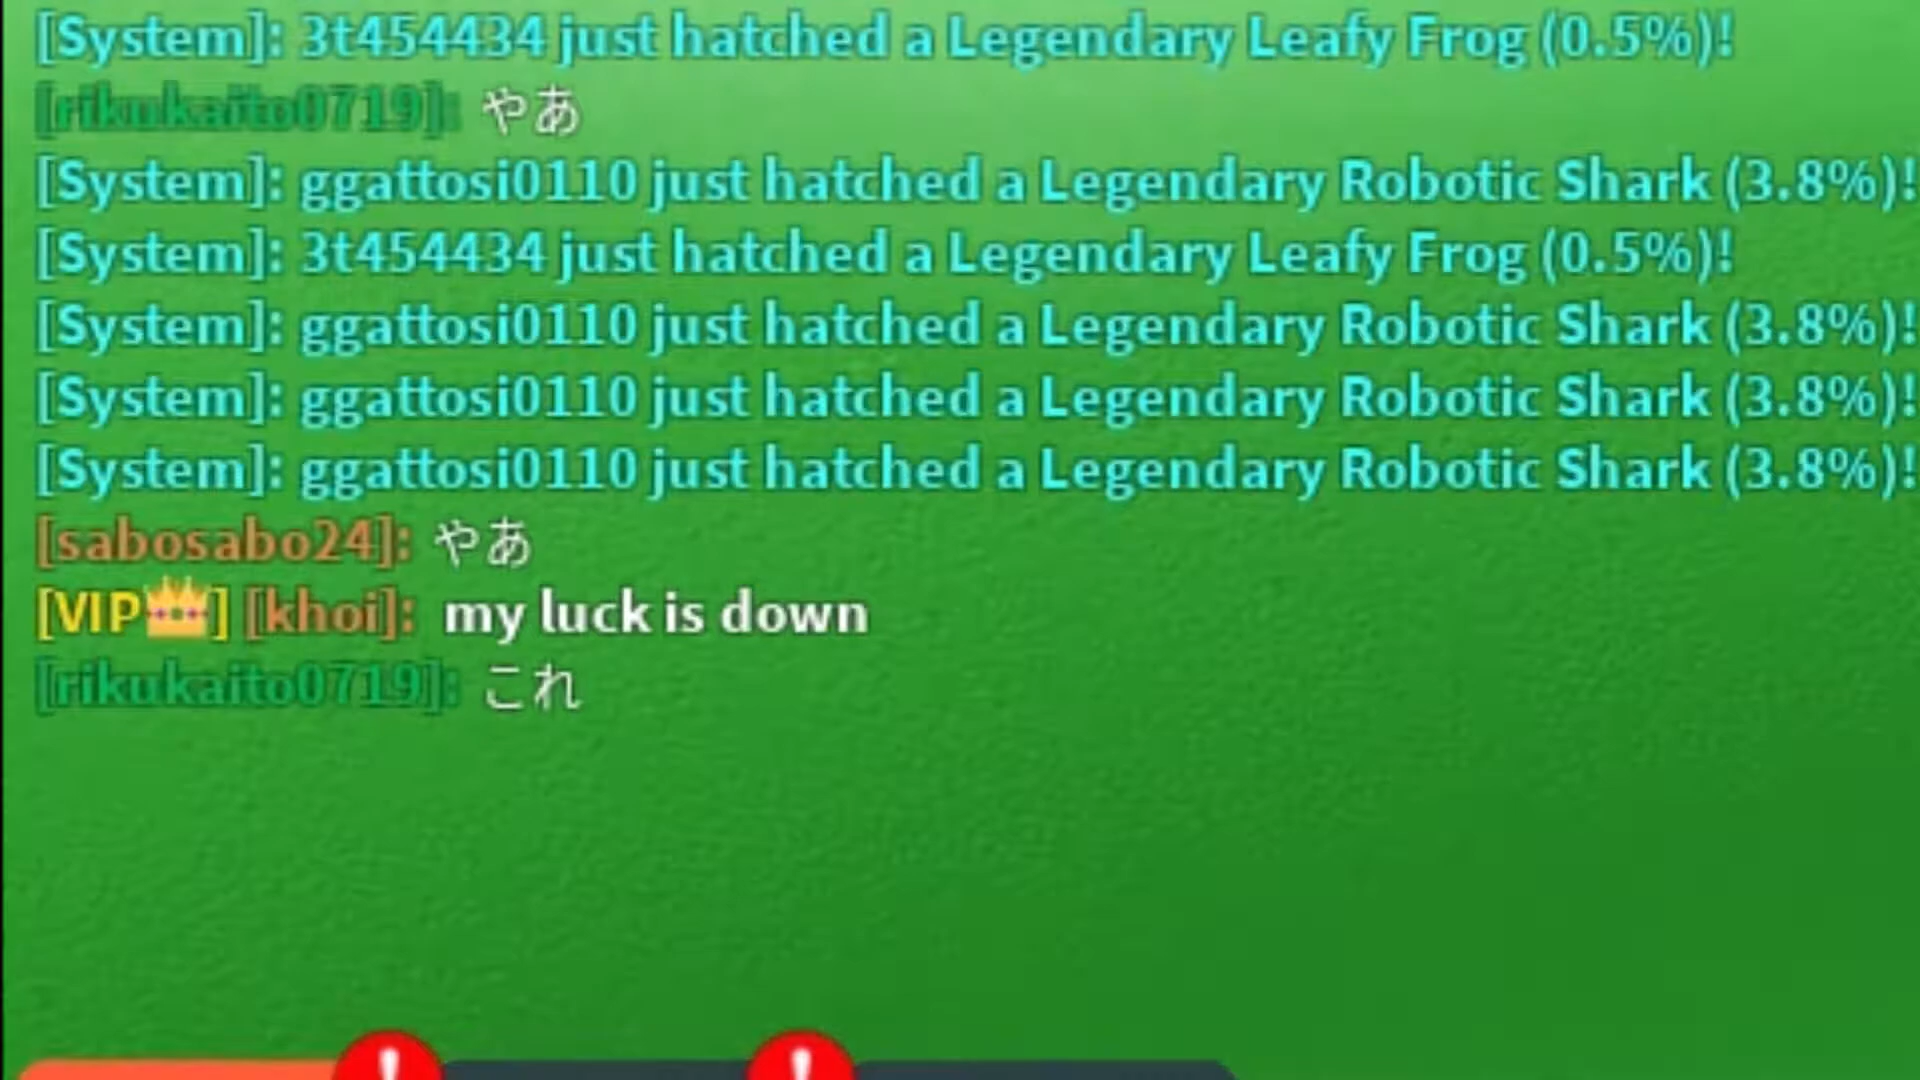 [System]: 3t454434 just hatched a Legendary Leafy Frog (0.5%)!
[rikukaito0719]: やあ
[System]: ggattosi0110 just hatched a Legendary Robotic Shark (3.8%)!
[System]: 3t454434 just hatched a Legendary Leafy Frog (0.5%)!
[System]: ggattosi0110 just hatched a Legendary Robotic Shark (3.8%)!
[System]: ggattosi0110 just hatched a Legendary Robotic Shark (3.8%)!
[System]: ggattosi0110 just hatched a Legendary Robotic Shark (3.8%)!
[sabosabo24]: やあ
[VIP👑] [khoi]: my luck is down
[rikukaito0719]: これ
! !